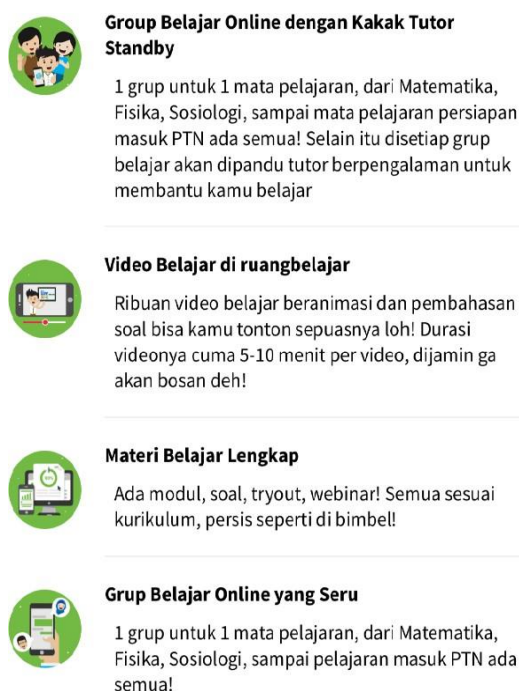 Group Belajar Online dengan Kakak Tutor
Standby
1 grup untuk 1 mata pelajaran, dari Matematika,
Fisika, Sosiologi, sampai mata pelajaran persiapan
masuk PTN ada semua! Selain itu disetiap grup
belajar akan dipandu tutor berpengalaman untuk
membantu kamu belajar
Video Belajar di ruangbelajar
Ribuan video belajar beranimasi dan pembahasan
soal bisa kamu tonton sepuasnya loh! Durasi
videonya cuma 5-10 menit per video, dijamin ga
akan bosan deh!
Materi Belajar Lengkap
Ada modul, soal, tryout, webinar! Semua sesuai
kurikulum, persis seperti di bimbel!
Grup Belajar Online yang Seru
1 grup untuk 1 mata pelajaran, dari Matematika,
Fisika, Sosiologi, sampai pelajaran masuk PTN ada
semua!